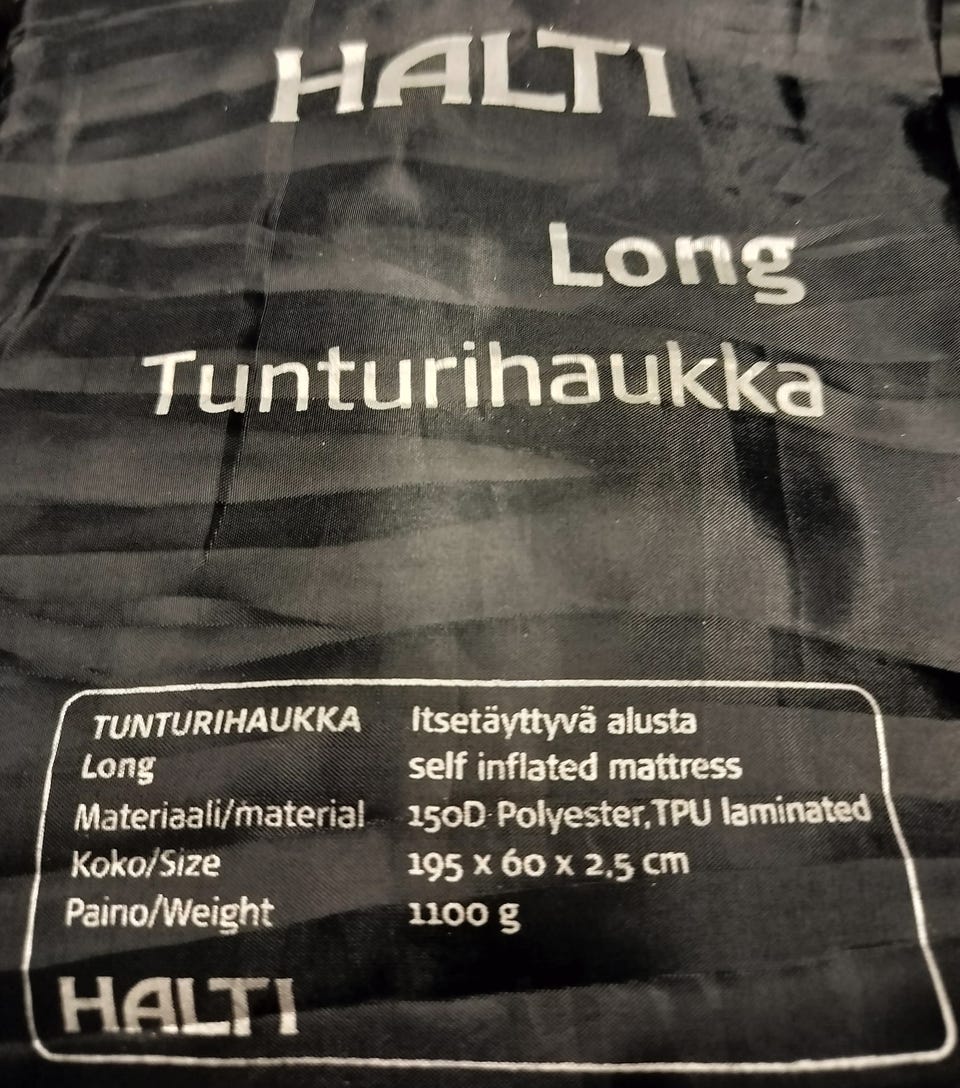 HALTI
Long
Tunturihaukka
TUNTURIHAUKKA Itsetäyttyvä alusta
Long self inflated mattress
Materiaali/material 150D Polyester, TPU laminated
Koko/Size 195 x 60 x 2,5 cm
Paino/Weight 1100 g
HALTI